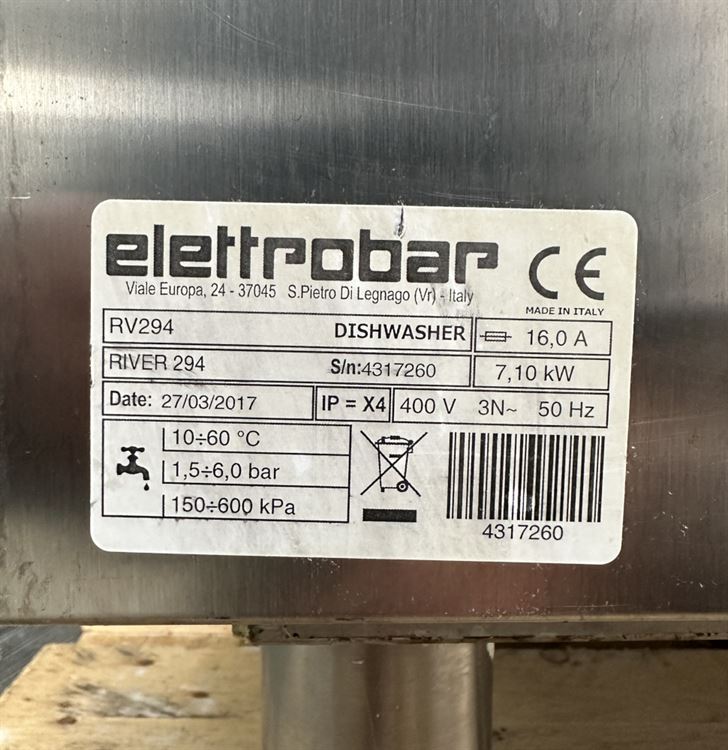 elettrobar
CE
Viale Europa, 24 - 37045 S.Pietro Di Legnago (Vr) - Italy
MADE IN ITALY
RV294 DISHWASHER 16,0 A
RIVER 294 S/n:4317260 7,10 kW
Date: 27/03/2017 IP = X4 400 V 3N~ 50 Hz
10÷60 °C
1,5÷6,0 bar
150÷600 kPa
4317260